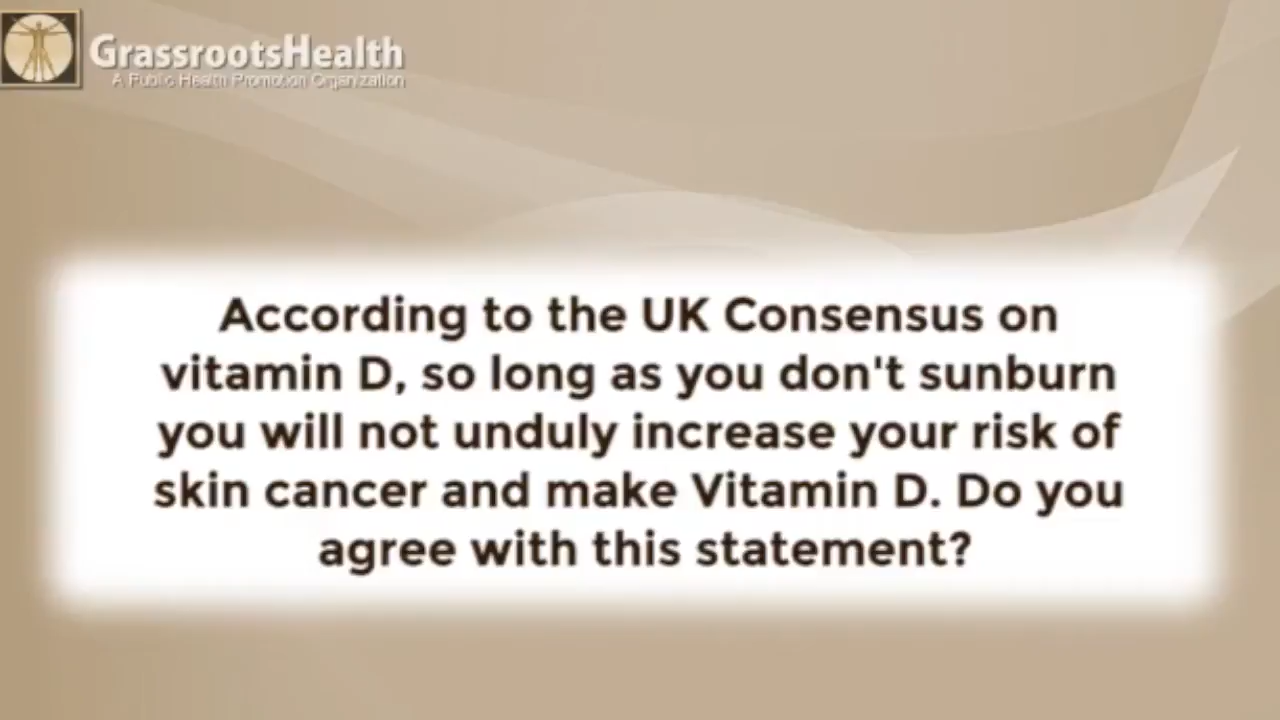 GrassrootsHealth
A Public Health Promotion Organization
According to the UK Consensus on
vitamin D, so long as you don't sunburn
you will not unduly increase your risk of
skin cancer and make Vitamin D. Do you
agree with this statement?